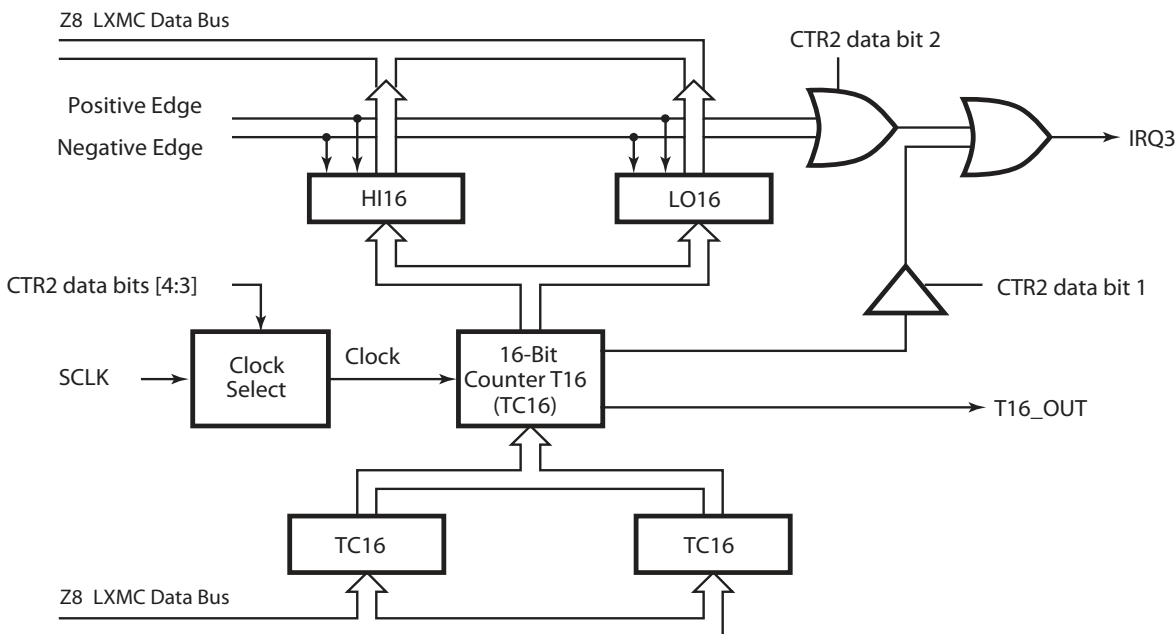 Z8 LXMC Data Bus
CTR2 data bit 2
Positive Edge
Negative Edge
IRQ3
HI16
LO16
CTR2 data bits [4:3]
CTR2 data bit 1
SCLK
Clock
Select
Clock
16-Bit
Counter T16
(TC16)
T16_OUT
TC16
TC16
Z8 LXMC Data Bus